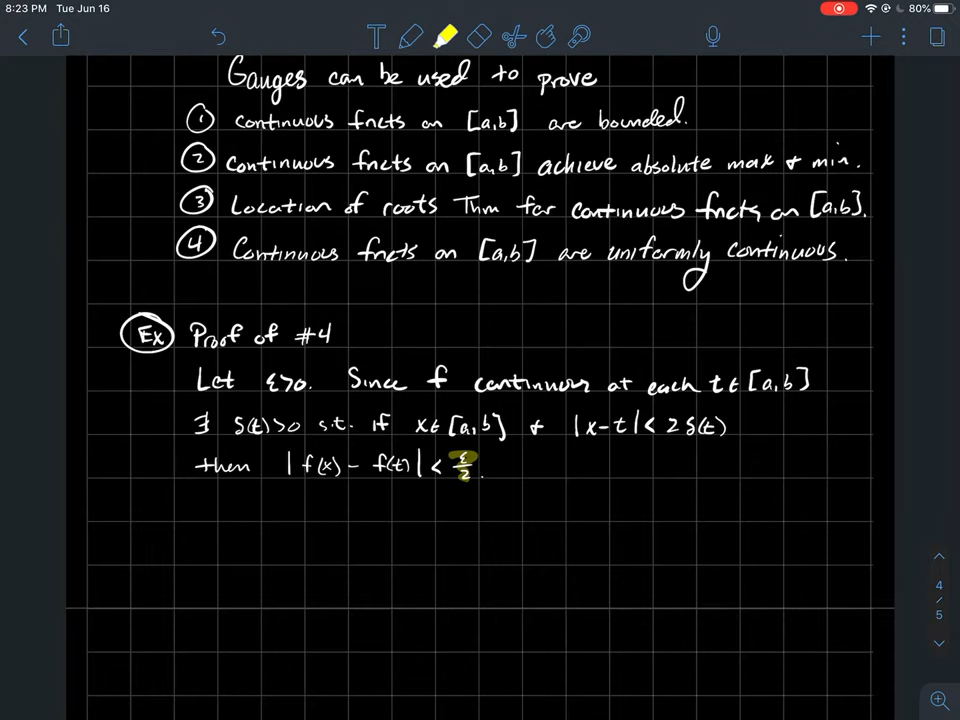 8:23 PM Tue Jun 16 80%
Gauges can be used to prove
① continuous fncts on [a,b] are bounded.
② continuous fncts on [a,b] achieve absolute max & min.
③ Location of roots Thm for continuous fncts on [a,b].
④ Continuous fncts on [a,b] are uniformly continuous.
Ex Proof of #4
Let ε>0. Since f continuous at each t∈[a,b]
∃ δ(t)>0 s.t. if x∈[a,b] & |x-t|<2δ(t)
then |f(x)-f(t)|<ε/2.
4
/
5